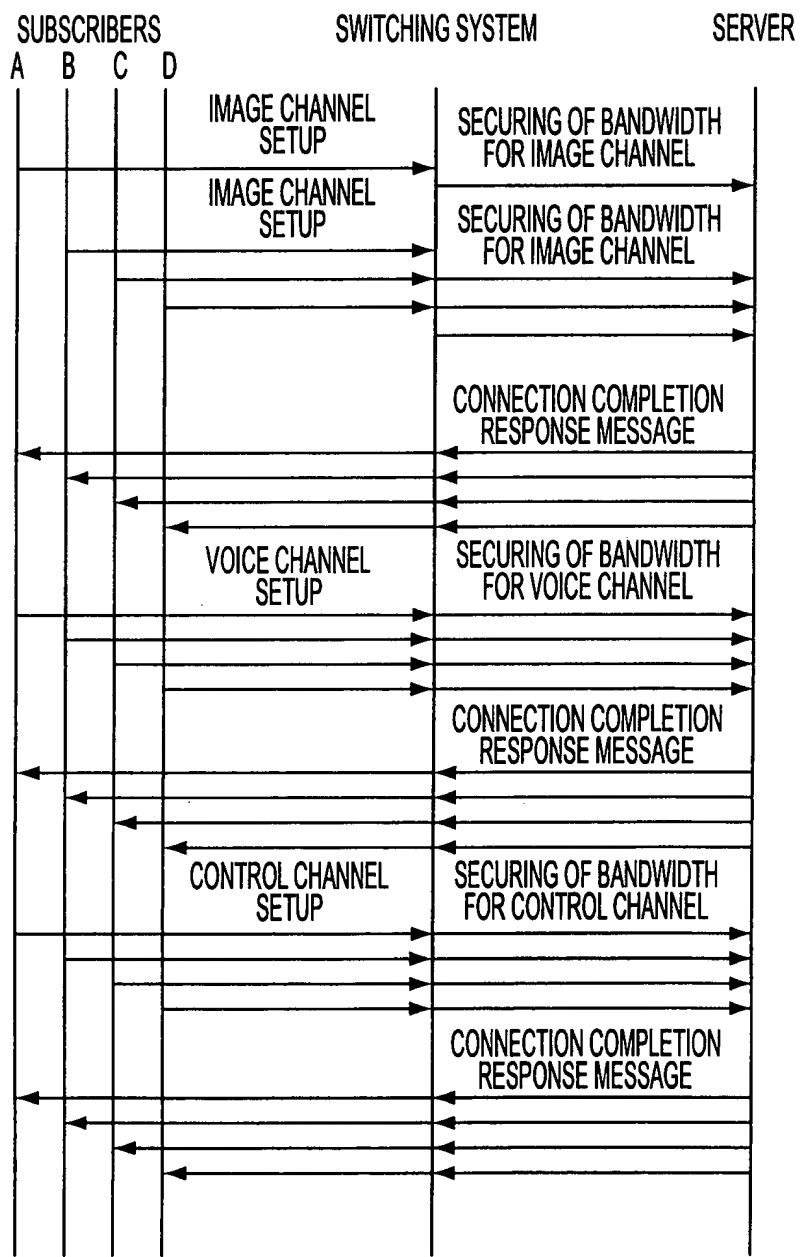 SUBSCRIBERS SWITCHING SYSTEM SERVER
A B C D
IMAGE CHANNEL
SETUP
SECURING OF BANDWIDTH
FOR IMAGE CHANNEL
IMAGE CHANNEL
SETUP
SECURING OF BANDWIDTH
FOR IMAGE CHANNEL
CONNECTION COMPLETION
RESPONSE MESSAGE
VOICE CHANNEL
SETUP
SECURING OF BANDWIDTH
FOR VOICE CHANNEL
CONNECTION COMPLETION
RESPONSE MESSAGE
CONTROL CHANNEL
SETUP
SECURING OF BANDWIDTH
FOR CONTROL CHANNEL
CONNECTION COMPLETION
RESPONSE MESSAGE